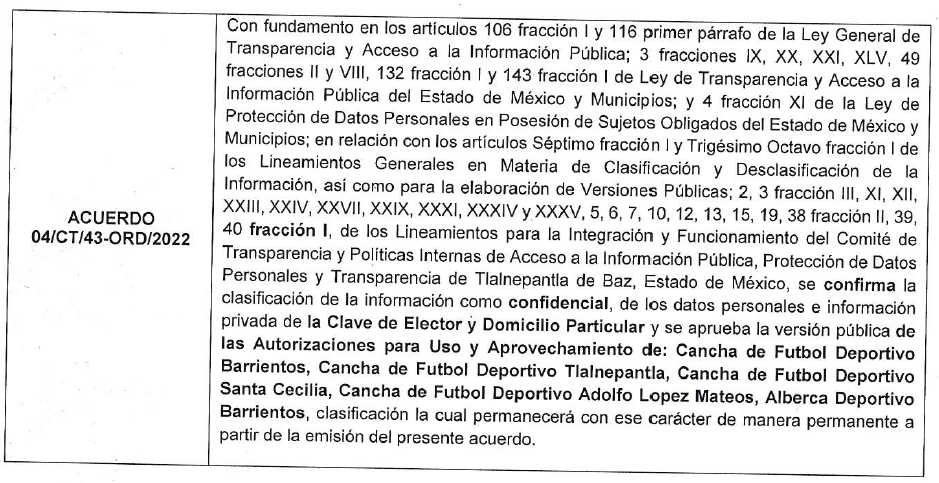 ACUERDO
04/CT/43-ORD/2022
Con fundamento en los artículos 106 fracción I y 116 primer párrafo de la Ley General de
Transparencia y Acceso a la Información Pública; 3 fracciones IX, XX, XXI, XLV, 49
fracciones II y VIII, 132 fracción I y 143 fracción I de Ley de Transparencia y Acceso a la
Información Pública del Estado de México y Municipios; y 4 fracción XI de la Ley de
Protección de Datos Personales en Posesión de Sujetos Obligados del Estado de México y
Municipios; en relación con los artículos Séptimo fracción I y Trigésimo Octavo fracción I de
los Lineamientos Generales en Materia de Clasificación y Desclasificación de la
Información, así como para la elaboración de Versiones Públicas; 2, 3 fracción III, XI, XII,
XXIII, XXIV, XXVII, XXIX, XXXI, XXXIV y XXXV, 5, 6, 7, 10, 12, 13, 15, 19, 38 fracción II, 39,
40 fracción I, de los Lineamientos para la Integración y Funcionamiento del Comité de
Transparencia y Políticas Internas de Acceso a la Información Pública, Protección de Datos
Personales y Transparencia de Tlalnepantla de Baz, Estado de México, se confirma la
clasificación de la información como confidencial, de los datos personales e información
privada de la Clave de Elector y Domicilio Particular y se aprueba la versión pública de
las Autorizaciones para Uso y Aprovechamiento de: Cancha de Futbol Deportivo
Barrientos, Cancha de Futbol Deportivo Tlalnepantla, Cancha de Futbol Deportivo
Santa Cecilia, Cancha de Futbol Deportivo Adolfo Lopez Mateos, Alberca Deportivo
Barrientos, clasificación la cual permanecerá con ese carácter de manera permanente a
partir de la emisión del presente acuerdo.